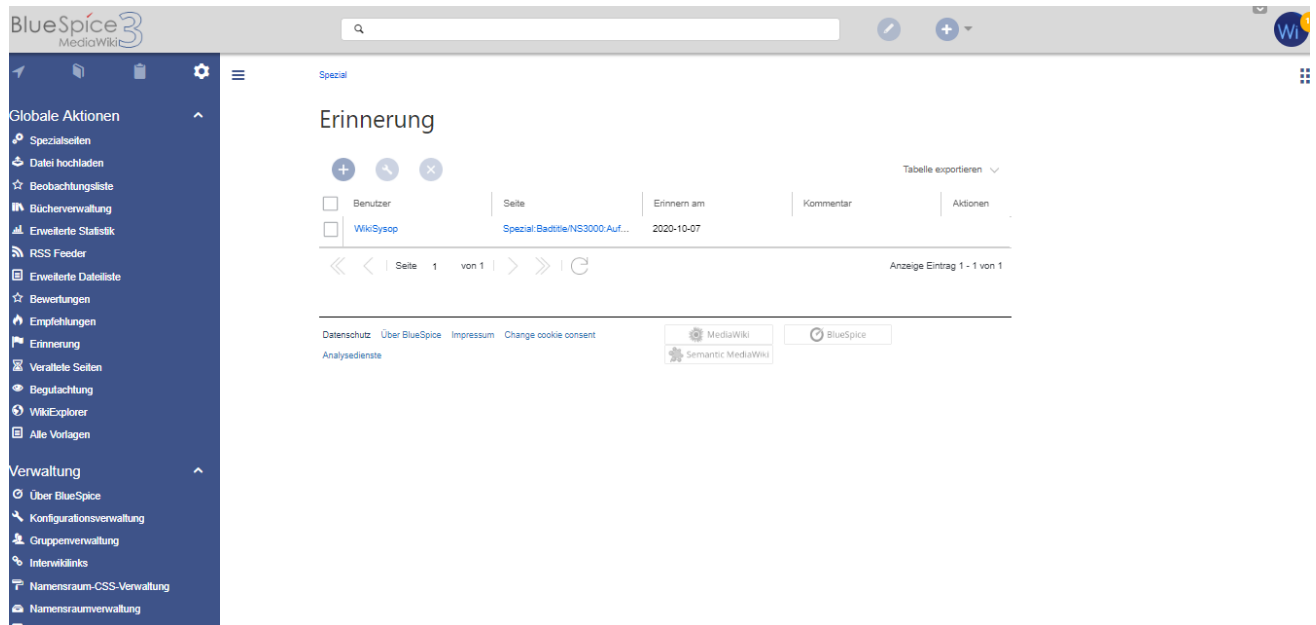 BlueSpice 3
MediaWiki
Wi
Spezial
Globale Aktionen
Spezialseiten
Datei hochladen
Beobachtungsliste
Bücherverwaltung
Erweiterte Statistik
RSS Feeder
Erweiterte Dateiliste
Bewertungen
Empfehlungen
Erinnerung
Veraltete Seiten
Begutachtung
WikiExplorer
Alle Vorlagen
Verwaltung
Über BlueSpice
Konfigurationsverwaltung
Gruppenverwaltung
Interwikilinks
Namensraum-CSS-Verwaltung
Namensraumverwaltung
Erinnerung
Tabelle exportieren
Benutzer Seite Erinnern am Kommentar Aktionen
WikiSysop Spezial:Badtitle/NS3000:Auf... 2020-10-07
Seite 1 von 1 Anzeige Eintrag 1 - 1 von 1
Datenschutz Über BlueSpice Impressum Change cookie consent
Analysedienste
MediaWiki BlueSpice
Semantic MediaWiki